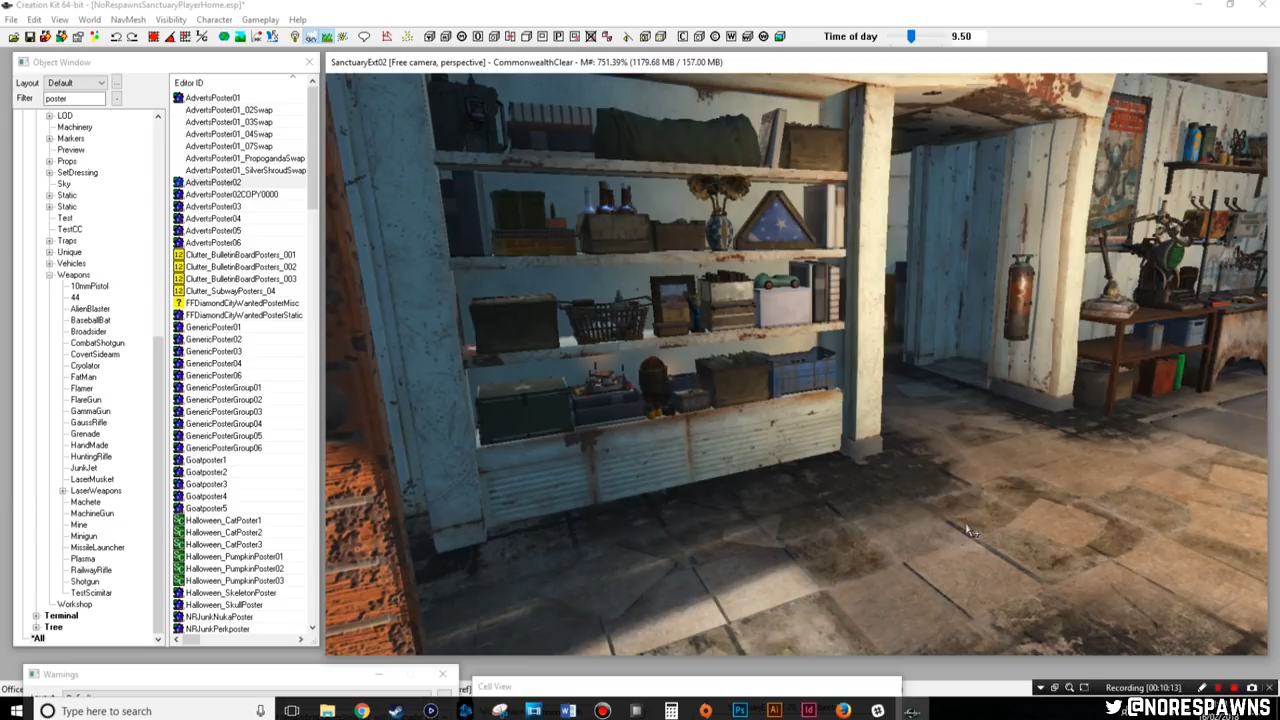 Creation Kit 64-bit - [NoRespawnsSanctuaryPlayerHome.esp]*
File Edit View World NavMesh Visibility Character Gameplay Help
Time of day 9.50
Object Window
SanctuaryExt02 [Free camera, perspective] - CommonwealthClear - M#: 751.39% (1179.68 MB / 157.00 MB)
Layout Default
Filter poster
Editor ID
LOD
Machinery
Markers
Preview
Props
SetDressing
Sky
Static
Static
Test
TestCC
Traps
Unique
Vehicles
Weapons
10mmPistol
44
AlienBlaster
BaseballBat
Broadsider
CombatShotgun
CovertSidearm
Cryolator
FatMan
Flamer
FlareGun
GammaGun
GaussRifle
Grenade
HandMade
HuntingRifle
JunkJet
LaserMusket
LaserWeapons
Machete
MachineGun
Mine
Minigun
MissileLauncher
Plasma
RailwayRifle
Shotgun
TestScimitar
Workshop
Terminal
Tree
*All
AdvertsPoster01
AdvertsPoster01_02Swap
AdvertsPoster01_03Swap
AdvertsPoster01_04Swap
AdvertsPoster01_07Swap
AdvertsPoster01_PropogandaSwap
AdvertsPoster01_SilverShroudSwap
AdvertsPoster02
AdvertsPoster02COPY0000
AdvertsPoster03
AdvertsPoster04
AdvertsPoster05
AdvertsPoster06
Clutter_BulletinBoardPosters_001
Clutter_BulletinBoardPosters_002
Clutter_BulletinBoardPosters_003
Clutter_SubwayPosters_04
FFDiamondCityWantedPosterMisc
FFDiamondCityWantedPosterStatic
GenericPoster01
GenericPoster02
GenericPoster03
GenericPoster04
GenericPoster06
GenericPosterGroup01
GenericPosterGroup02
GenericPosterGroup03
GenericPosterGroup04
GenericPosterGroup05
GenericPosterGroup06
Goatposter1
Goatposter2
Goatposter3
Goatposter4
Goatposter5
Halloween_CatPoster1
Halloween_CatPoster2
Halloween_CatPoster3
Halloween_PumpkinPoster01
Halloween_PumpkinPoster02
Halloween_PumpkinPoster03
Halloween_SkeletonPoster
Halloween_SkullPoster
NRJunkNukaPoster
NRJunkPerkposter
Warnings
Cell View
Office
ref]
Recording [00:10:13]
Type here to search
@NORESPAWNS